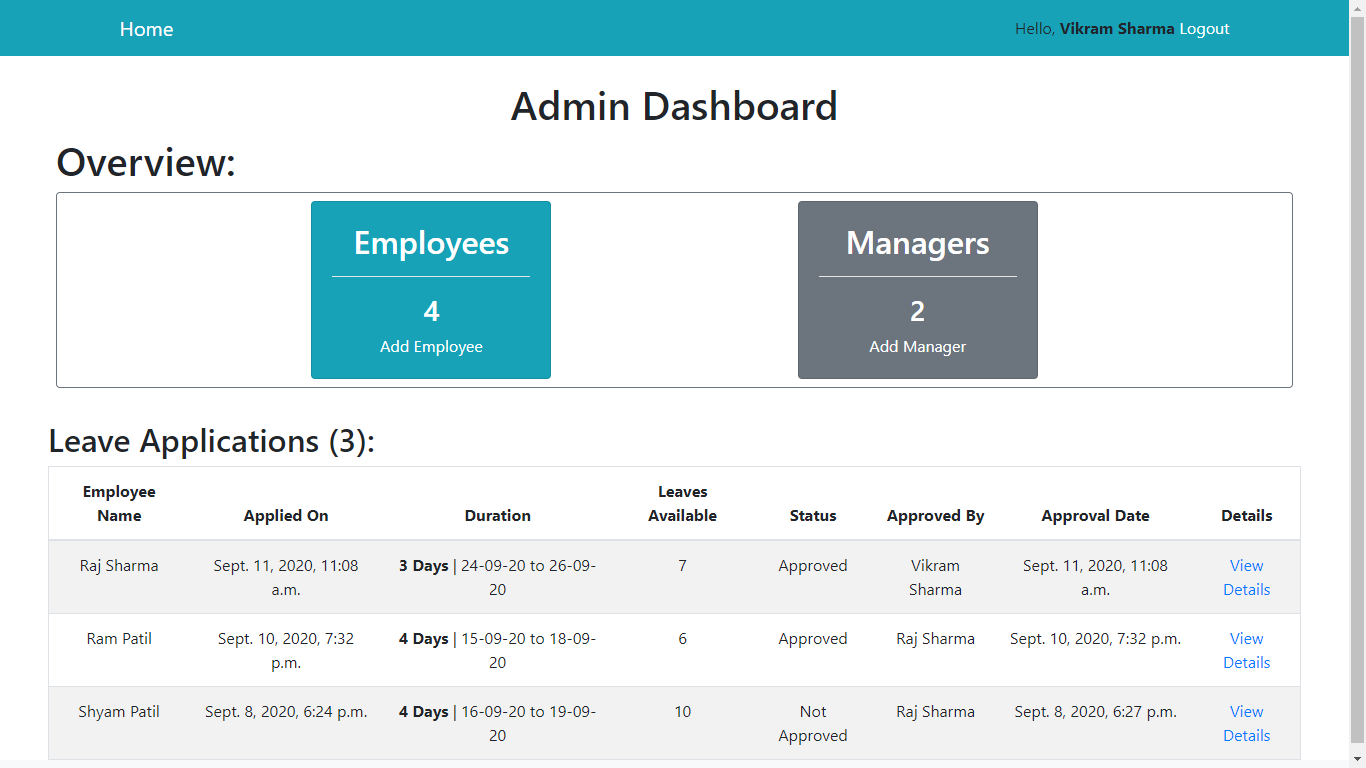 Home
Hello, Vikram Sharma Logout
Admin Dashboard
Overview:
Employees
4
Add Employee
Managers
2
Add Manager
Leave Applications (3):
Employee Name Applied On Duration Leaves Available Status Approved By Approval Date Details
Raj Sharma Sept. 11, 2020, 11:08 a.m. 3 Days | 24-09-20 to 26-09-20 7 Approved Vikram Sharma Sept. 11, 2020, 11:08 a.m. View Details
Ram Patil Sept. 10, 2020, 7:32 p.m. 4 Days | 15-09-20 to 18-09-20 6 Approved Raj Sharma Sept. 10, 2020, 7:32 p.m. View Details
Shyam Patil Sept. 8, 2020, 6:24 p.m. 4 Days | 16-09-20 to 19-09-20 10 Not Approved Raj Sharma Sept. 8, 2020, 6:27 p.m. View Details